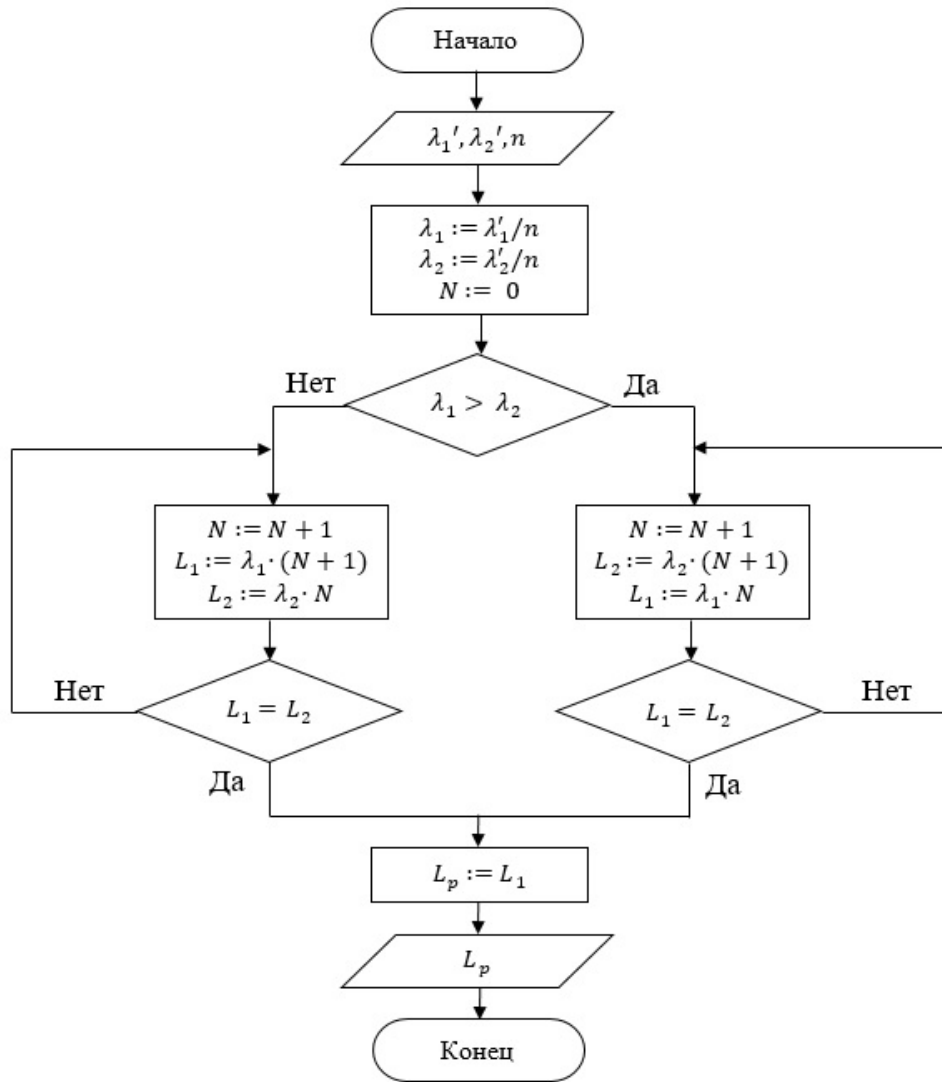 Начало
λ₁′, λ₂′, n
λ₁ := λ′₁/n
λ₂ := λ′₂/n
N := 0
Нет
Да
λ₁ > λ₂
N := N + 1
L₁ := λ₁· (N + 1)
L₂ := λ₂· N
N := N + 1
L₂ := λ₂· (N + 1)
L₁ := λ₁· N
Нет
L₁ = L₂
L₁ = L₂
Нет
Да
Да
Lₚ := L₁
Lₚ
Конец